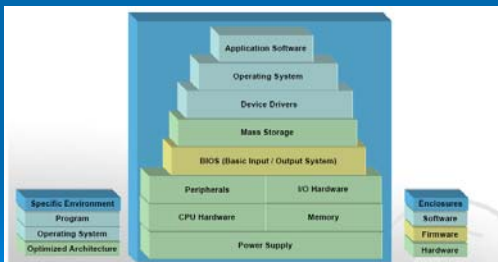 Application Software
Operating System
Device Drivers
Mass Storage
BIOS (Basic Input / Output System)
Peripherals
I/O Hardware
CPU Hardware
Memory
Power Supply
Specific Environment
Program
Operating System
Optimized Architecture
Enclosures
Software
Firmware
Hardware